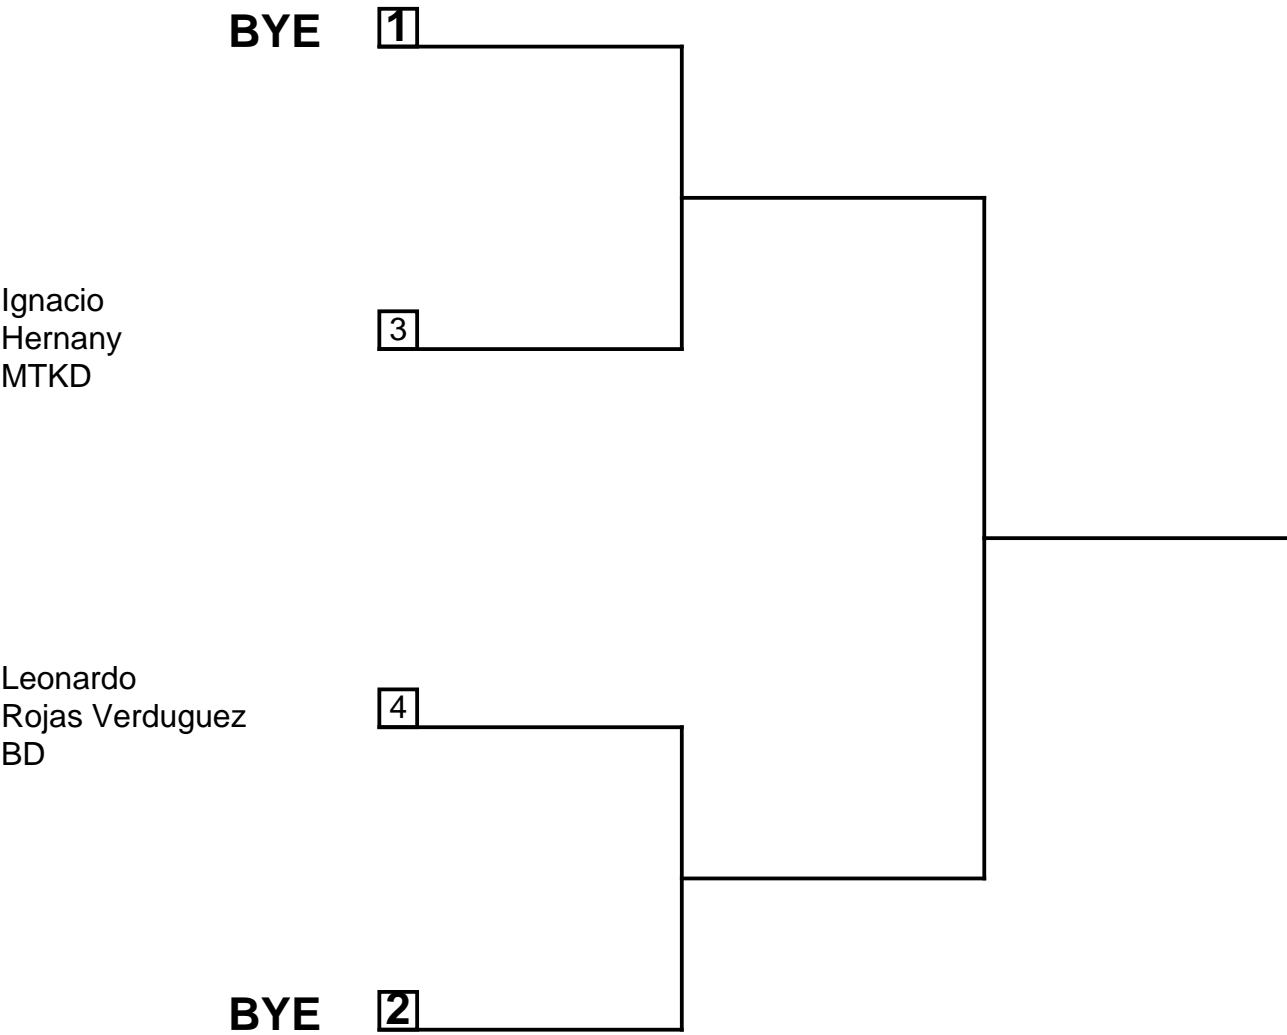 BYE 1
Ignacio
Hernany
MTKD
3
Leonardo
Rojas Verduguez
BD
4
BYE 2